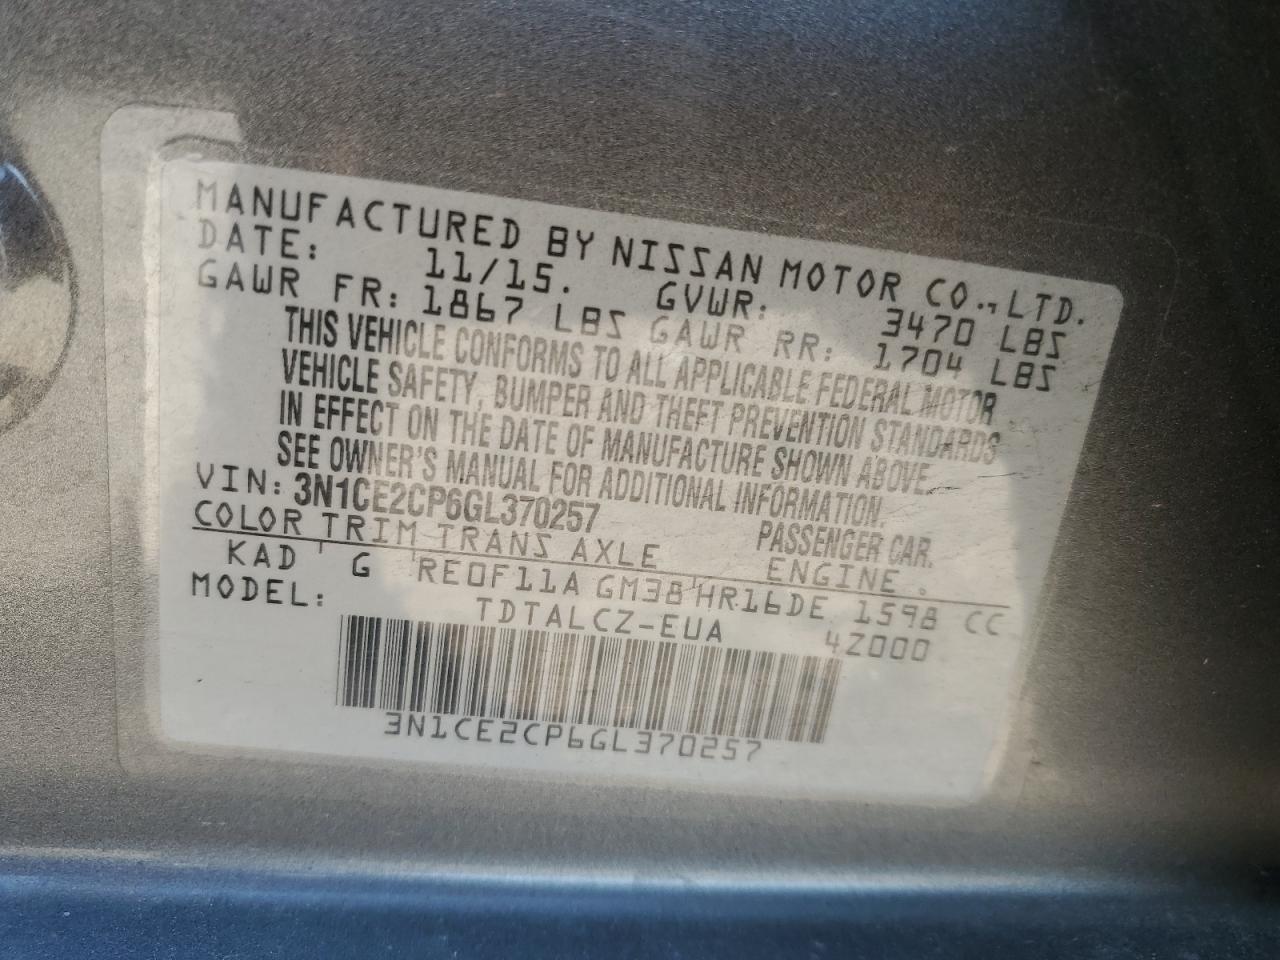 MANUFACTURED BY NISSAN MOTOR CO.,LTD.
DATE: 11/15. GVWR: 3470 LBS
GAWR FR: 1867 LBS GAWR RR: 1704 LBS
THIS VEHICLE CONFORMS TO ALL APPLICABLE FEDERAL MOTOR
VEHICLE SAFETY, BUMPER AND THEFT PREVENTION STANDARDS
IN EFFECT ON THE DATE OF MANUFACTURE SHOWN ABOVE.
SEE OWNER'S MANUAL FOR ADDITIONAL INFORMATION.
VIN: 3N1CE2CP6GL370257 PASSENGER CAR.
COLOR TRIM TRANS AXLE ENGINE.
KAD G RE0F11A GM38 HR16DE 1598 CC
MODEL: TDTALCZ-EUA 4Z000
3N1CE2CP6GL370257